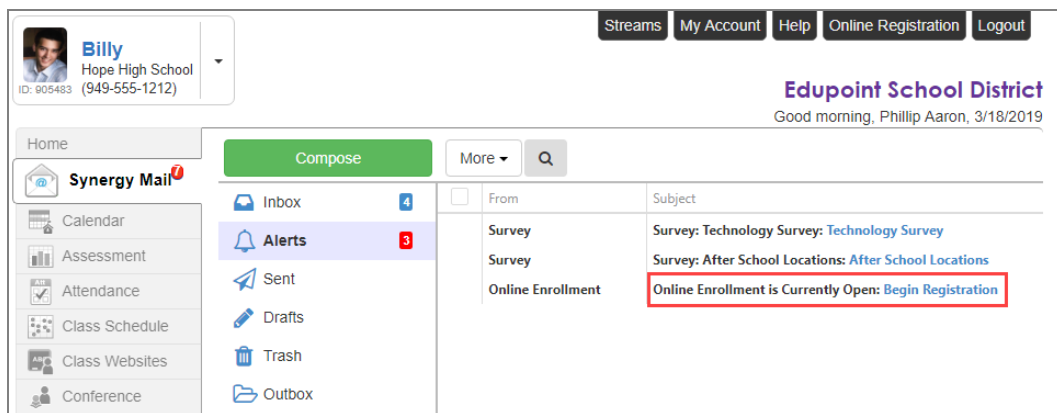 Streams My Account Help Online Registration Logout
Billy
Hope High School
(949-555-1212)
ID: 905483
Edupoint School District
Good morning, Phillip Aaron, 3/18/2019
Home
Synergy Mail 7
Calendar
Assessment
Attendance
Class Schedule
Class Websites
Conference
Compose
More
Inbox 4
Alerts 3
Sent
Drafts
Trash
Outbox
From Subject
Survey Survey: Technology Survey: Technology Survey
Survey Survey: After School Locations: After School Locations
Online Enrollment Online Enrollment is Currently Open: Begin Registration